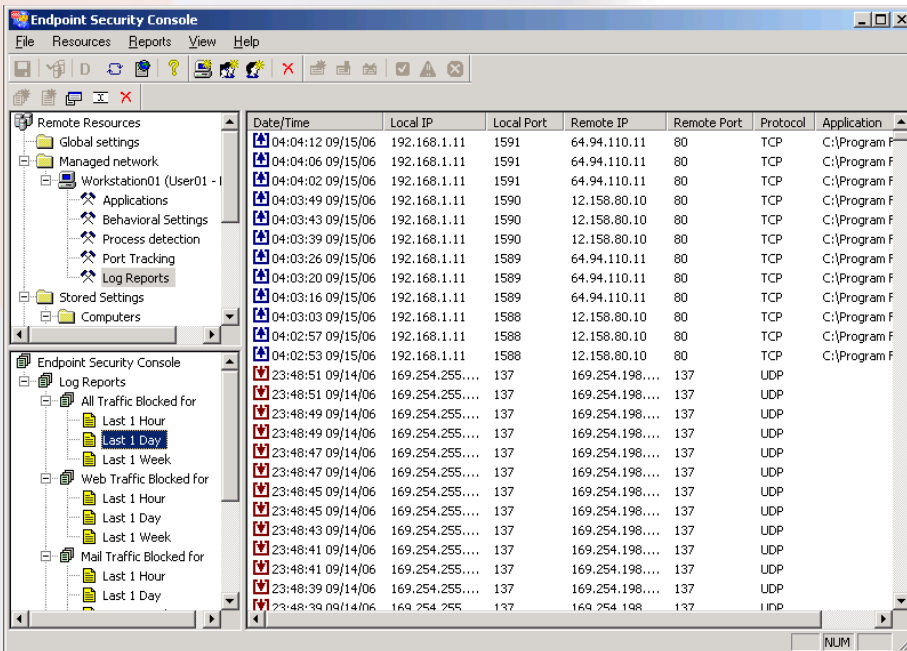 Endpoint Security Console
File Resources Reports View Help
D
Remote Resources
Global settings
Managed network
Workstation01 (User01 -
Applications
Behavioral Settings
Process detection
Port Tracking
Log Reports
Stored Settings
Computers
Endpoint Security Console
Log Reports
All Traffic Blocked for
Last 1 Hour
Last 1 Day
Last 1 Week
Web Traffic Blocked for
Last 1 Hour
Last 1 Day
Last 1 Week
Mail Traffic Blocked for
Last 1 Hour
Last 1 Day
Date/Time Local IP Local Port Remote IP Remote Port Protocol Application
04:04:12 09/15/06 192.168.1.11 1591 64.94.110.11 80 TCP C:\Program F
04:04:06 09/15/06 192.168.1.11 1591 64.94.110.11 80 TCP C:\Program F
04:04:02 09/15/06 192.168.1.11 1591 64.94.110.11 80 TCP C:\Program F
04:03:49 09/15/06 192.168.1.11 1590 12.158.80.10 80 TCP C:\Program F
04:03:43 09/15/06 192.168.1.11 1590 12.158.80.10 80 TCP C:\Program F
04:03:39 09/15/06 192.168.1.11 1590 12.158.80.10 80 TCP C:\Program F
04:03:26 09/15/06 192.168.1.11 1589 64.94.110.11 80 TCP C:\Program F
04:03:20 09/15/06 192.168.1.11 1589 64.94.110.11 80 TCP C:\Program F
04:03:16 09/15/06 192.168.1.11 1589 64.94.110.11 80 TCP C:\Program F
04:03:03 09/15/06 192.168.1.11 1588 12.158.80.10 80 TCP C:\Program F
04:02:57 09/15/06 192.168.1.11 1588 12.158.80.10 80 TCP C:\Program F
04:02:53 09/15/06 192.168.1.11 1588 12.158.80.10 80 TCP C:\Program F
23:48:51 09/14/06 169.254.255.... 137 169.254.198.... 137 UDP
23:48:51 09/14/06 169.254.255.... 137 169.254.198.... 137 UDP
23:48:49 09/14/06 169.254.255.... 137 169.254.198.... 137 UDP
23:48:49 09/14/06 169.254.255.... 137 169.254.198.... 137 UDP
23:48:47 09/14/06 169.254.255.... 137 169.254.198.... 137 UDP
23:48:47 09/14/06 169.254.255.... 137 169.254.198.... 137 UDP
23:48:45 09/14/06 169.254.255.... 137 169.254.198.... 137 UDP
23:48:45 09/14/06 169.254.255.... 137 169.254.198.... 137 UDP
23:48:43 09/14/06 169.254.255.... 137 169.254.198.... 137 UDP
23:48:41 09/14/06 169.254.255.... 137 169.254.198.... 137 UDP
23:48:41 09/14/06 169.254.255.... 137 169.254.198.... 137 UDP
23:48:39 09/14/06 169.254.255.... 137 169.254.198.... 137 UDP
23:48:39 09/14/06 169.254.255 137 169.254.198 137 UDP
NUM